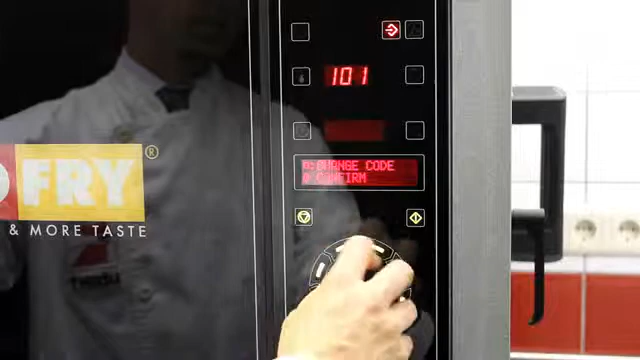 101
CHANGE CODE
CONFIRM
FRY®
& MORE TASTE